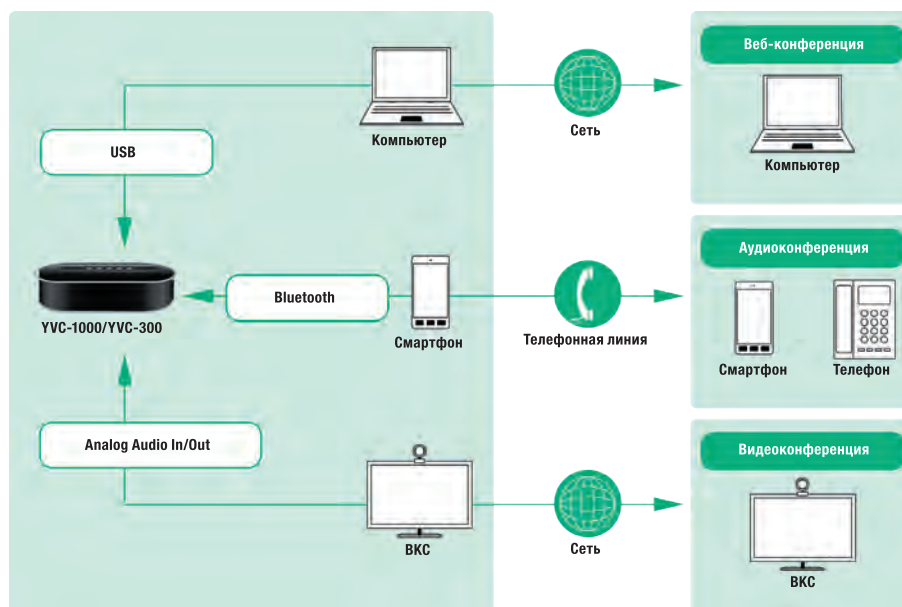 Веб-конференция
Компьютер
Сеть
Компьютер
USB
Аудиоконференция
Bluetooth
YVC-1000/YVC-300
Смартфон
Телефонная линия
Смартфон
Телефон
Analog Audio In/Out
Видеоконференция
ВКС
Сеть
ВКС